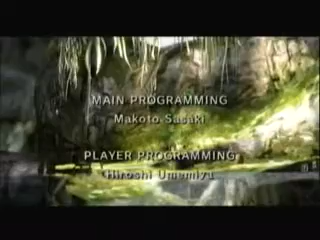 MAIN PROGRAMMING
Makoto Sasaki
PLAYER PROGRAMMING
Hiroshi Umemiya